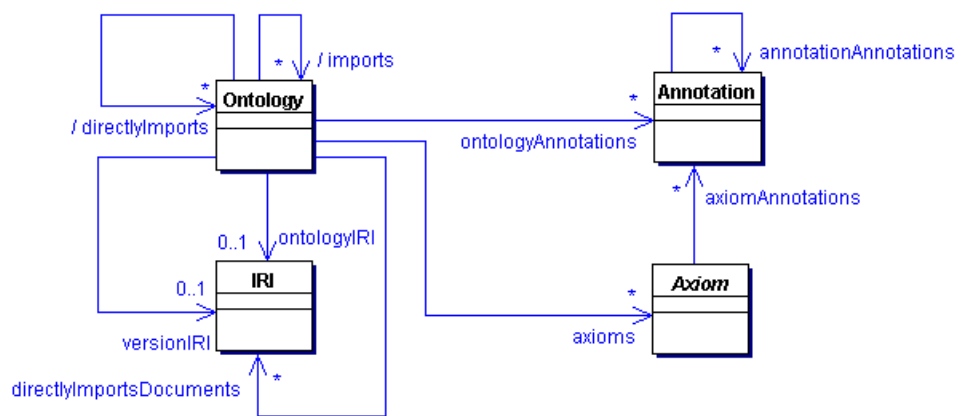 * / imports
* annotationAnnotations
*
Ontology
/ directlyImports
*
Annotation
ontologyAnnotations
*
axiomAnnotations
0..1
ontologyIRI
IRI
0..1
versionIRI
*
Axiom
axioms
directlyImportsDocuments
*